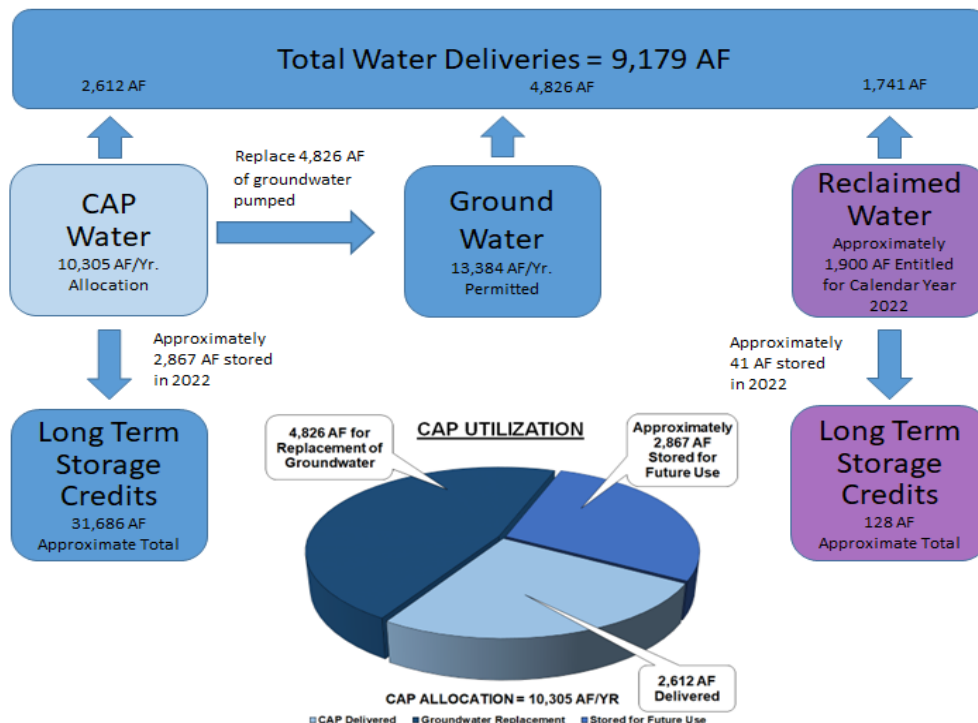 Total Water Deliveries = 9,179 AF
2,612 AF
4,826 AF
1,741 AF
CAP
Water
10,305 AF/Yr.
Allocation
Replace 4,826 AF
of groundwater
pumped
Ground
Water
13,384 AF/Yr.
Permitted
Reclaimed
Water
Approximately
1,900 AF Entitled
for Calendar Year
2022
Approximately
2,867 AF stored
in 2022
Approximately
41 AF stored
in 2022
Long Term
Storage
Credits
31,686 AF
Approximate Total
4,826 AF for
Replacement of
Groundwater
CAP UTILIZATION
Approximately
2,867 AF
Stored for
Future Use
Long Term
Storage
Credits
128 AF
Approximate Total
2,612 AF
Delivered
CAP ALLOCATION = 10,305 AF/YR
CAP Delivered
Groundwater Replacement
Stored for Future Use